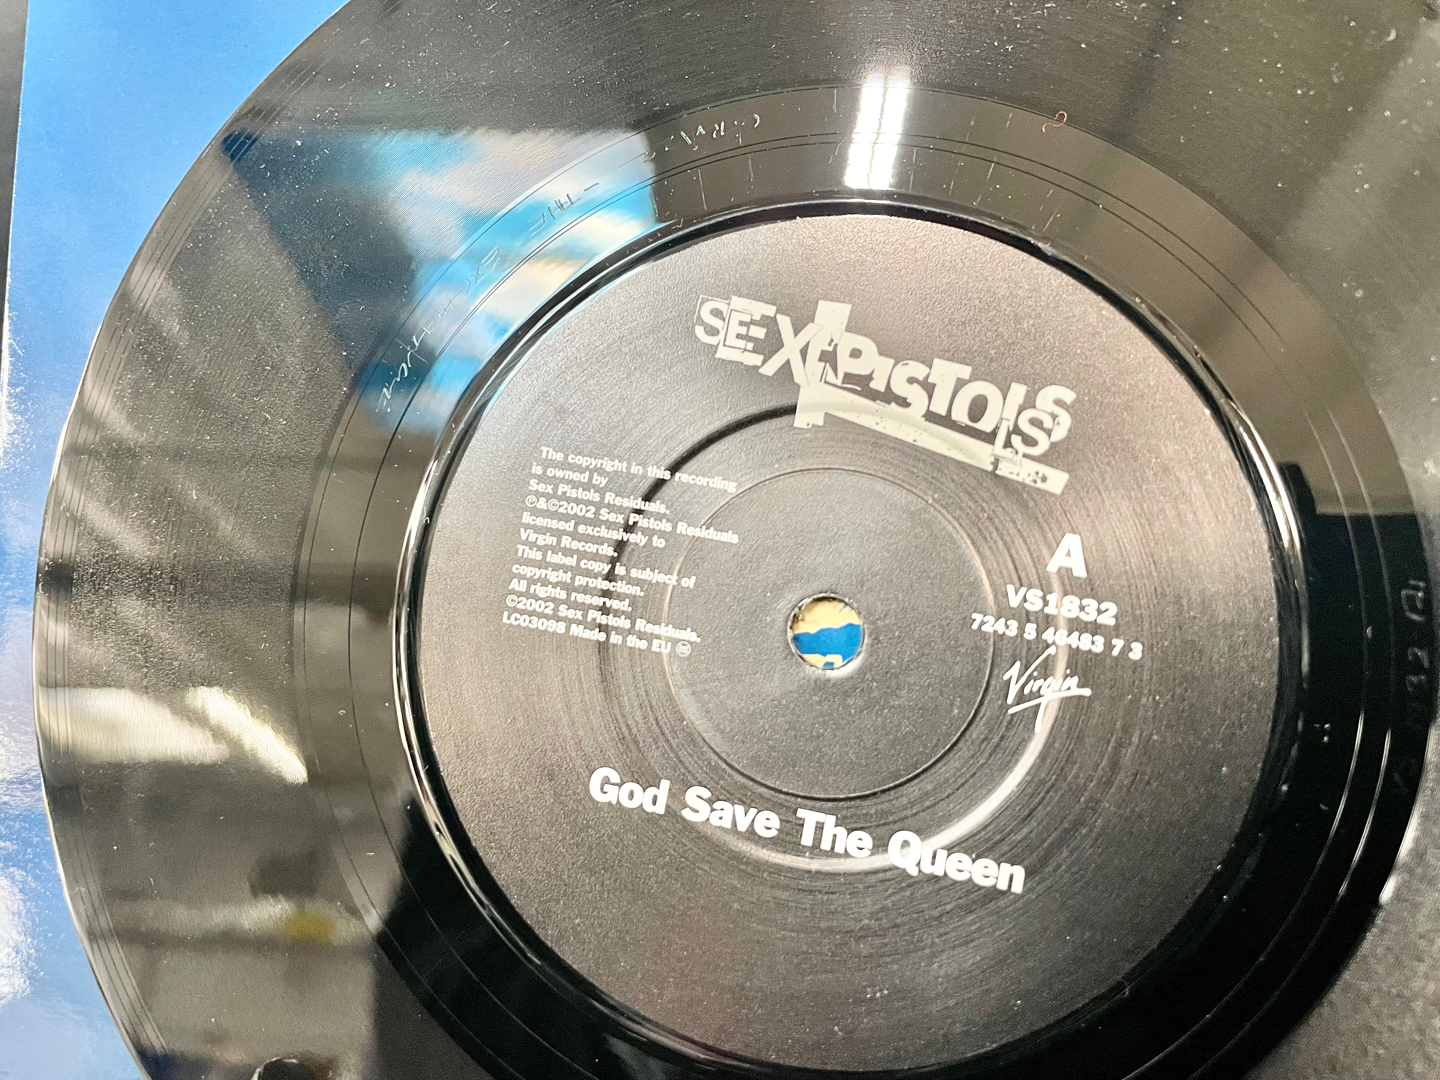 SEX PISTOLS
The copyright in this recording
is owned by
Sex Pistols Residuals.
℗&©2002 Sex Pistols Residuals
licensed exclusively to
Virgin Records.
This label copy is subject of
copyright protection.
All rights reserved.
©2002 Sex Pistols Residuals.
LC03098 Made in the EU
A
VS1832
7243 5 46483 7 3
Virgin
God Save The Queen